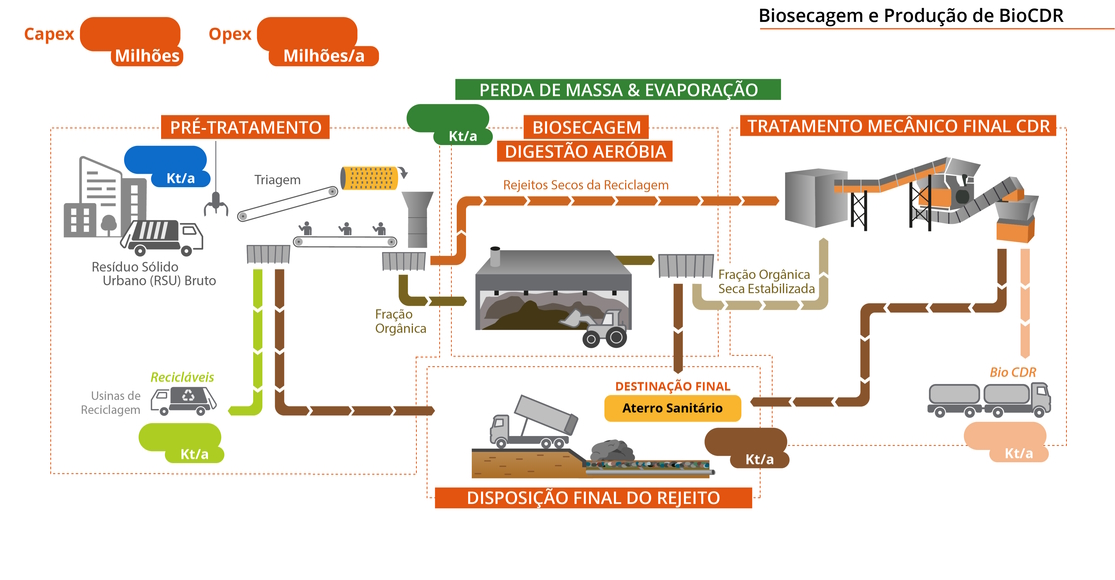 Biosecagem e Produção de BioCDR
Capex
Milhões
Opex
Milhões/a
PERDA DE MASSA & EVAPORAÇÃO
Kt/a
PRÉ-TRATAMENTO
BIOSECAGEM
DIGESTÃO AERÓBIA
TRATAMENTO MECÂNICO FINAL CDR
Kt/a
Triagem
Rejeitos Secos da Reciclagem
Resíduo Sólido
Urbano (RSU) Bruto
Fração Orgânica
Seca Estabilizada
Fração
Orgânica
Recicláveis
Usinas de
Reciclagem
Kt/a
DESTINAÇÃO FINAL
Aterro Sanitário
Kt/a
Bio CDR
Kt/a
DISPOSIÇÃO FINAL DO REJEITO